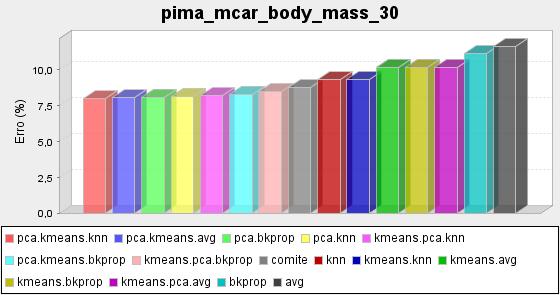 pima_mcar_body_mass_30
10,0
7,5
5,0
2,5
0,0
Erro (%)
pca.kmeans.knn pca.kmeans.avg pca.bkprop pca.knn kmeans.pca.knn
pca.kmeans.bkprop kmeans.pca.bkprop comite knn kmeans.knn kmeans.avg
kmeans.bkprop kmeans.pca.avg bkprop avg